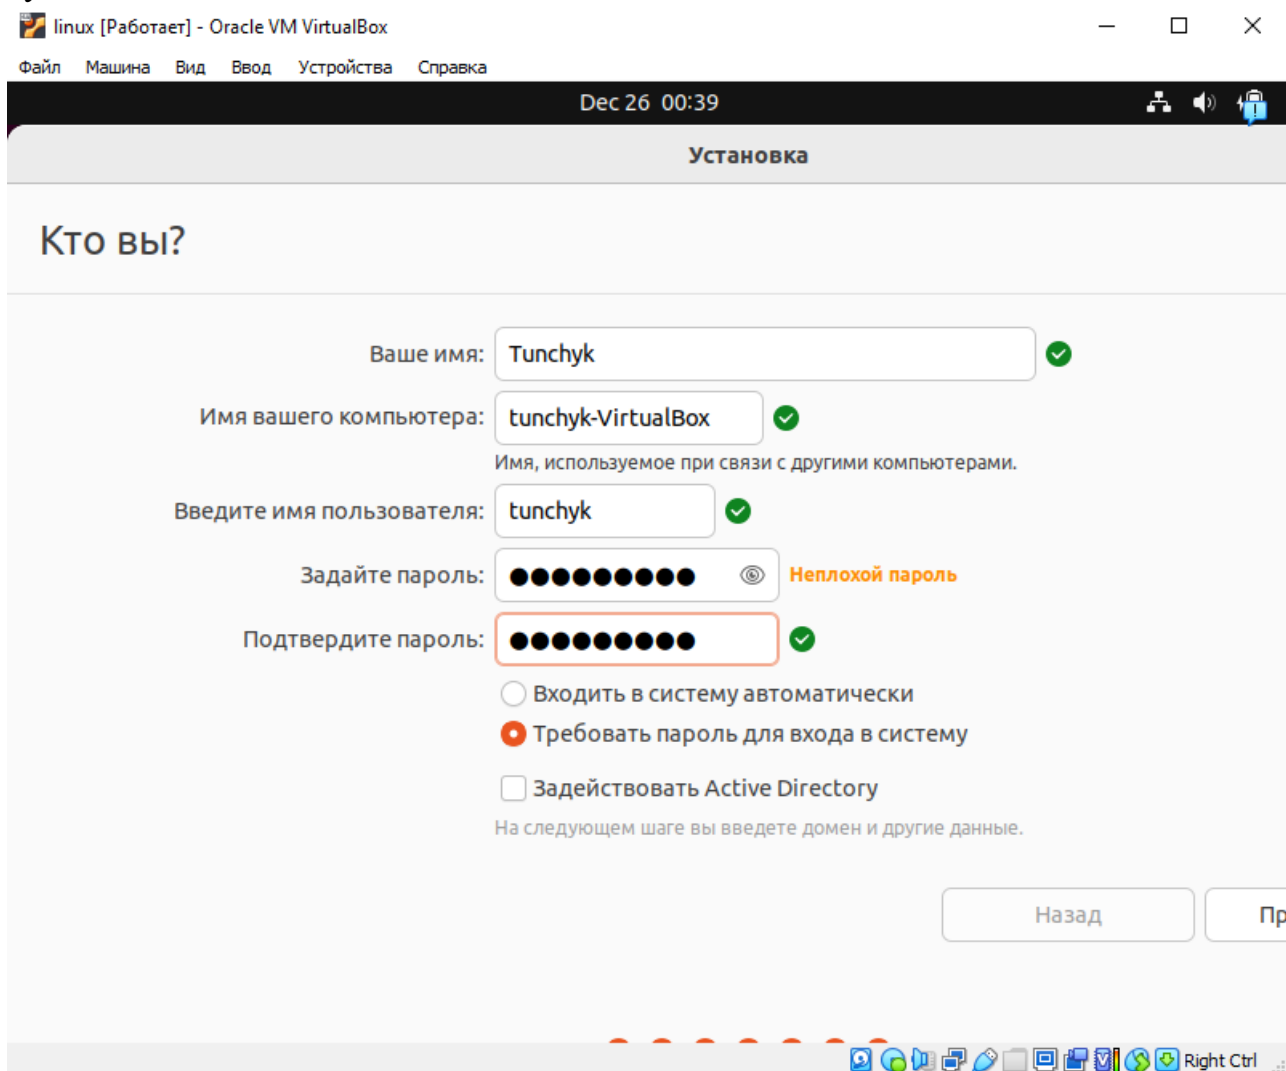 linux [Работает] - Oracle VM VirtualBox
Файл Машина Вид Ввод Устройства Справка
Dec 26 00:39
Установка
Кто вы?
Ваше имя: Tunchyk
Имя вашего компьютера: tunchyk-VirtualBox
Имя, используемое при связи с другими компьютерами.
Введите имя пользователя: tunchyk
Задайте пароль: ●●●●●●●●● Неплохой пароль
Подтвердите пароль: ●●●●●●●●●
Входить в систему автоматически
Требовать пароль для входа в систему
Задействовать Active Directory
На следующем шаге вы введете домен и другие данные.
Назад Пр
Right Ctrl